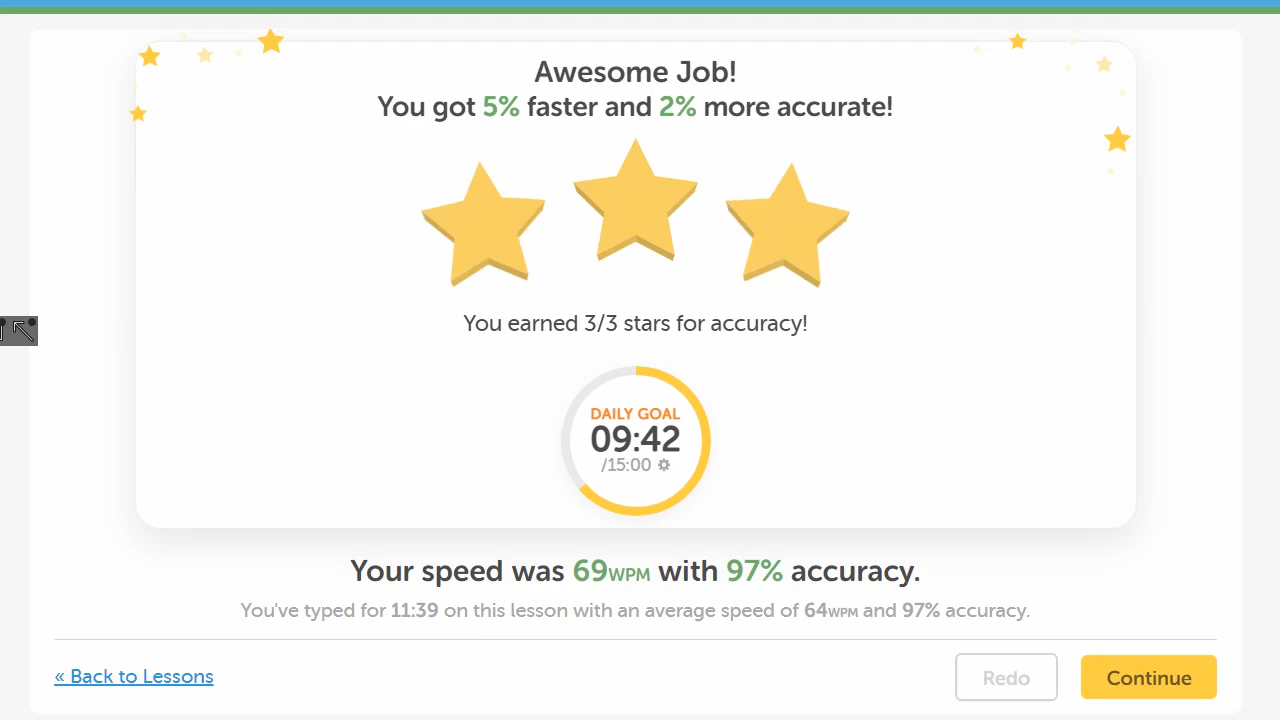 Awesome Job!
You got 5% faster and 2% more accurate!
You earned 3/3 stars for accuracy!
DAILY GOAL
09:42
/15:00
Your speed was 69WPM with 97% accuracy.
You've typed for 11:39 on this lesson with an average speed of 64WPM and 97% accuracy.
« Back to Lessons
Redo
Continue